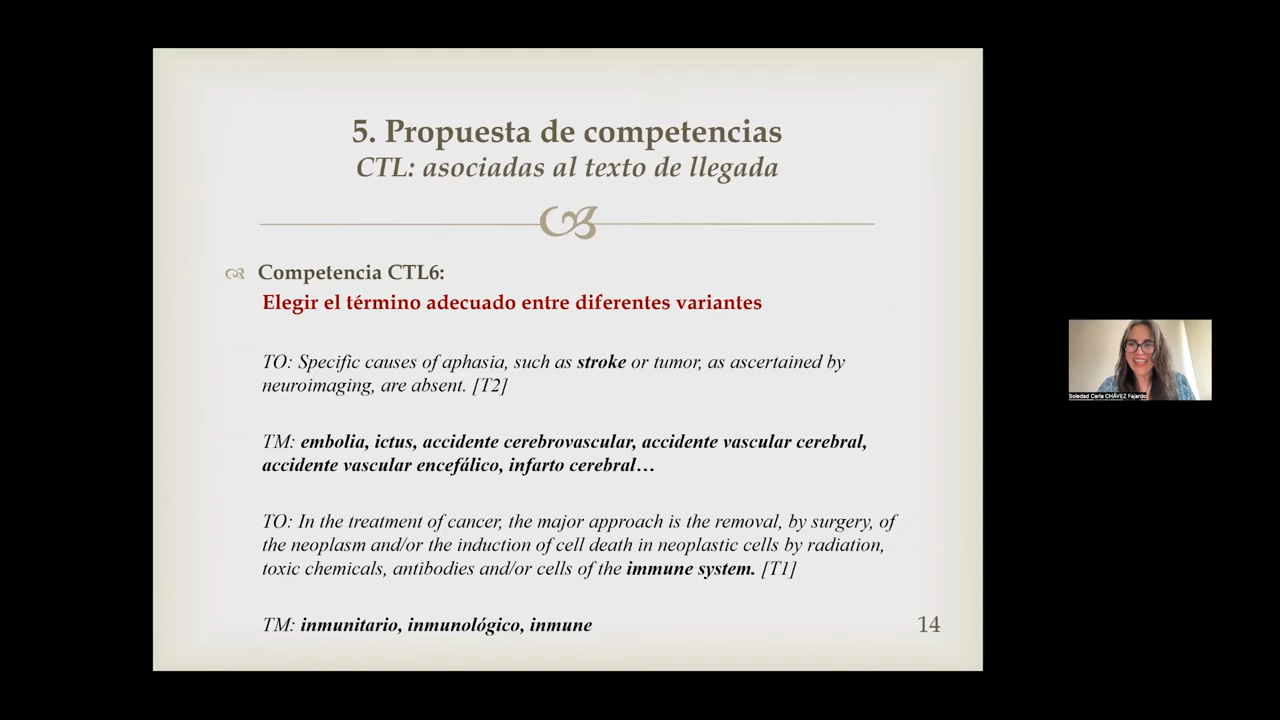 5. Propuesta de competencias
CTL: asociadas al texto de llegada
Competencia CTL6:
Elegir el término adecuado entre diferentes variantes
TO: Specific causes of aphasia, such as stroke or tumor, as ascertained by
neuroimaging, are absent. [T2]
TM: embolia, ictus, accidente cerebrovascular, accidente vascular cerebral,
accidente vascular encefálico, infarto cerebral…
TO: In the treatment of cancer, the major approach is the removal, by surgery, of
the neoplasm and/or the induction of cell death in neoplastic cells by radiation,
toxic chemicals, antibodies and/or cells of the immune system. [T1]
TM: inmunitario, inmunológico, inmune
14
Soledad Carla CHÁVEZ Fajardo